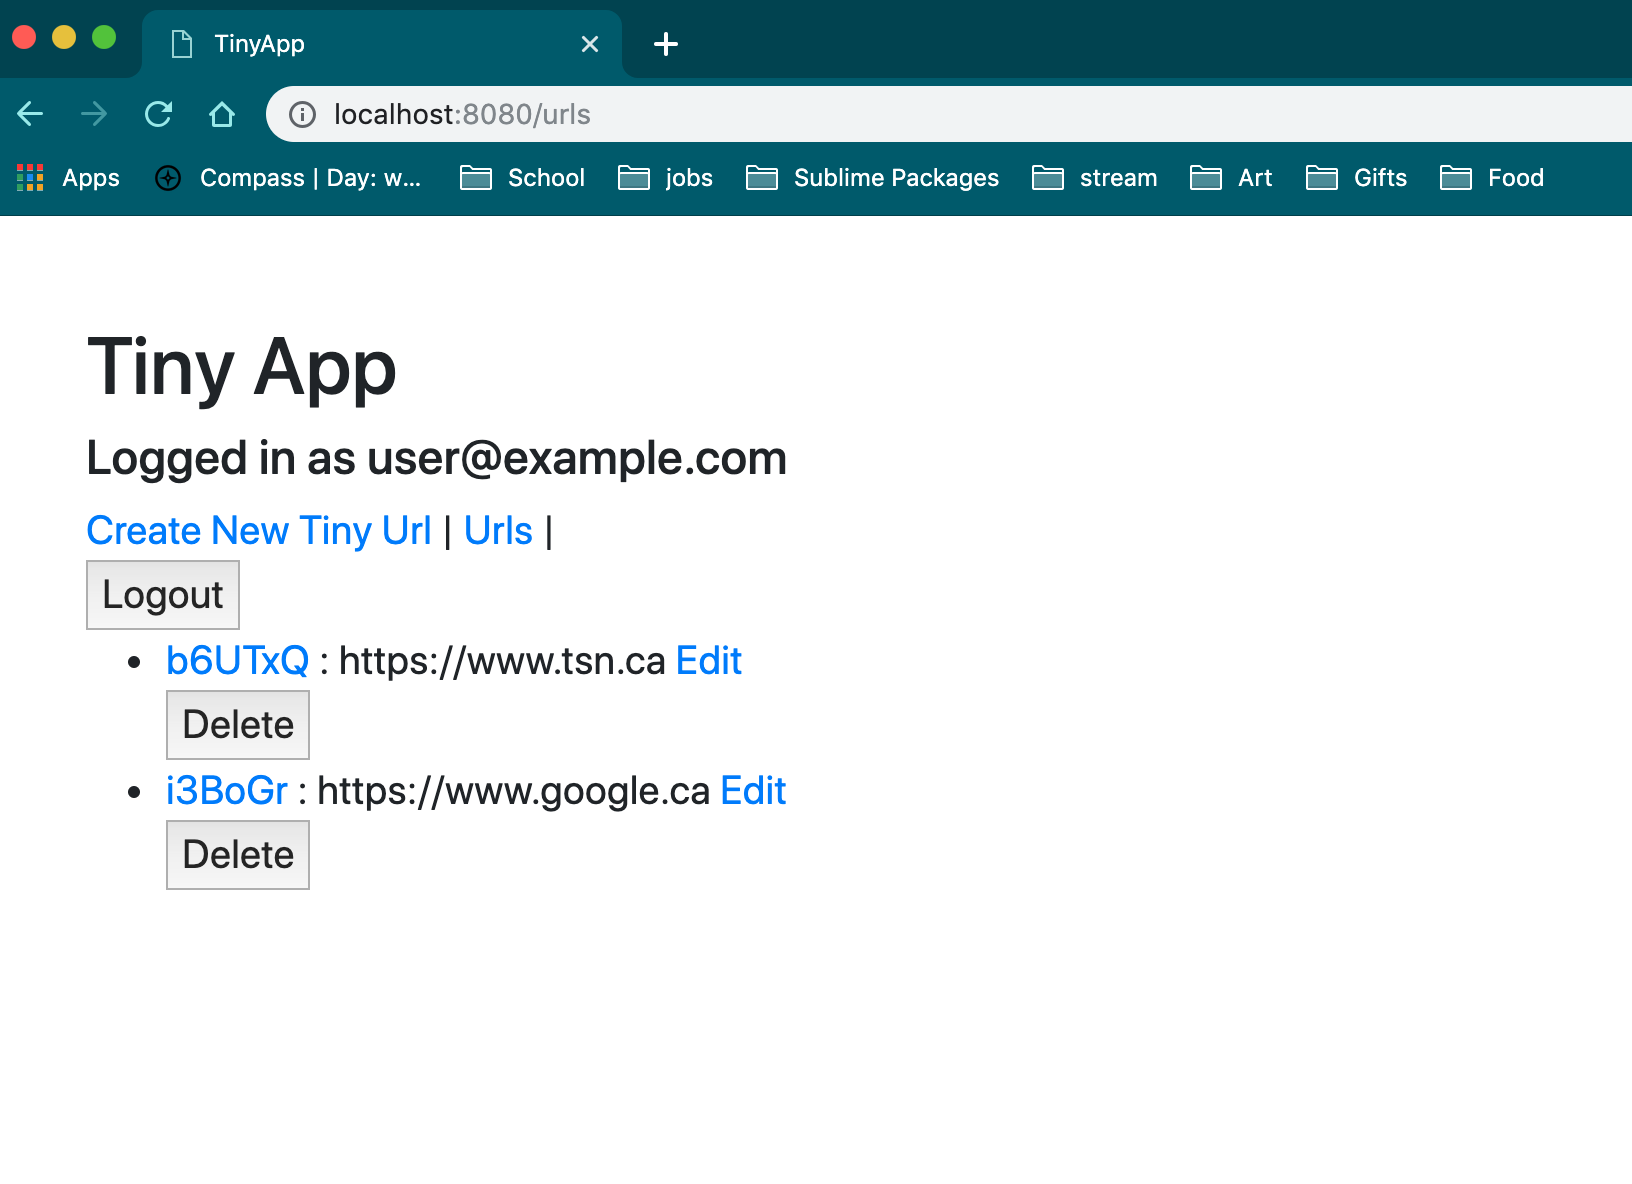 TinyApp
localhost:8080/urls
Apps Compass | Day: w... School jobs Sublime Packages stream Art Gifts Food
Tiny App
Logged in as user@example.com
Create New Tiny Url | Urls |
Logout
b6UTxQ : https://www.tsn.ca Edit
Delete
i3BoGr : https://www.google.ca Edit
Delete